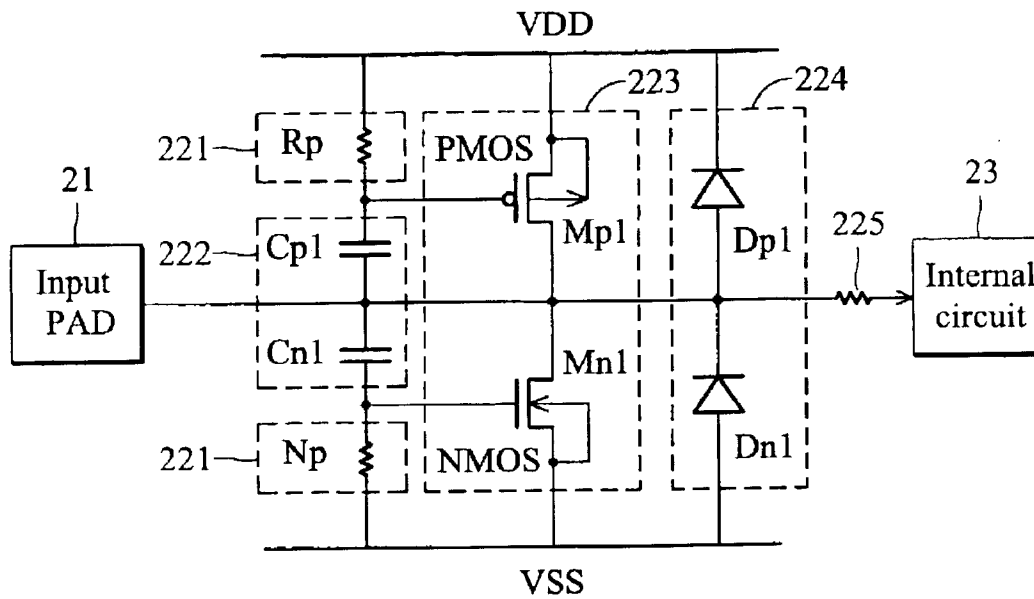 VDD
223
224
221
Rp
PMOS
21
Mp1
Dp1
225
23
222
Cp1
Input
PAD
Internal
circuit
Cn1
Mn1
221
Np
NMOS
Dn1
VSS